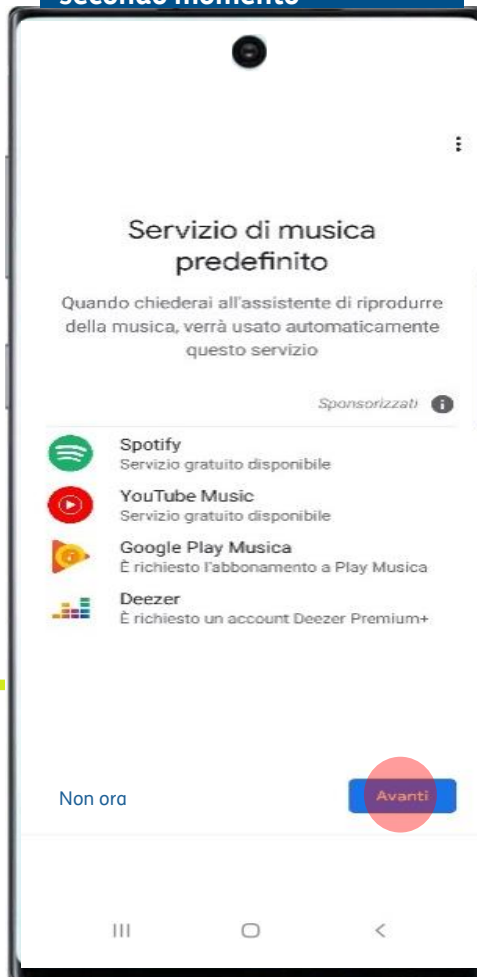 secondo momento
Servizio di musica
predefinito
Quando chiederai all'assistente di riprodurre
della musica, verrà usato automaticamente
questo servizio
Sponsorizzati
Spotify
Servizio gratuito disponibile
YouTube Music
Servizio gratuito disponibile
Google Play Musica
È richiesto l'abbonamento a Play Musica
Deezer
È richiesto un account Deezer Premium+
Non ora
Avanti